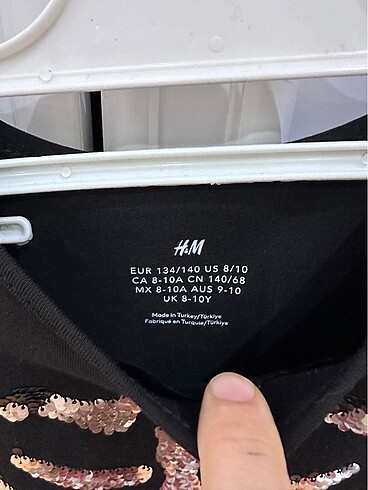 H&M
EUR 134/140 US 8/10
CA 8-10A CN 140/68
MX 8-10A AUS 9-10
UK 8-10Y
Made in Turkey/Türkiye
Fabriqué en Turquie/Türkiye